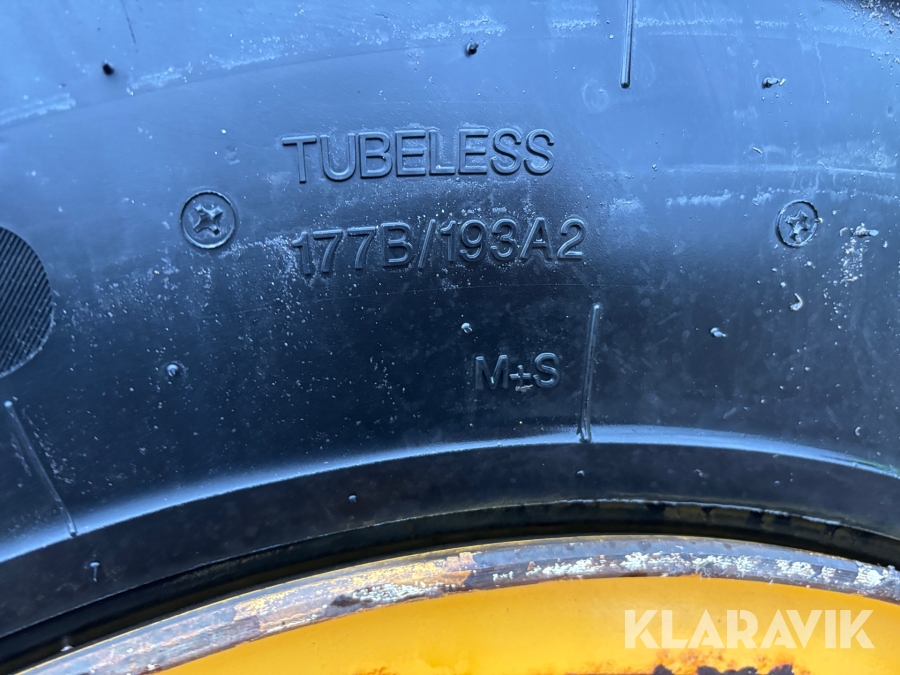 TUBELESS
177B/193A2
M+S
KLARAVIK